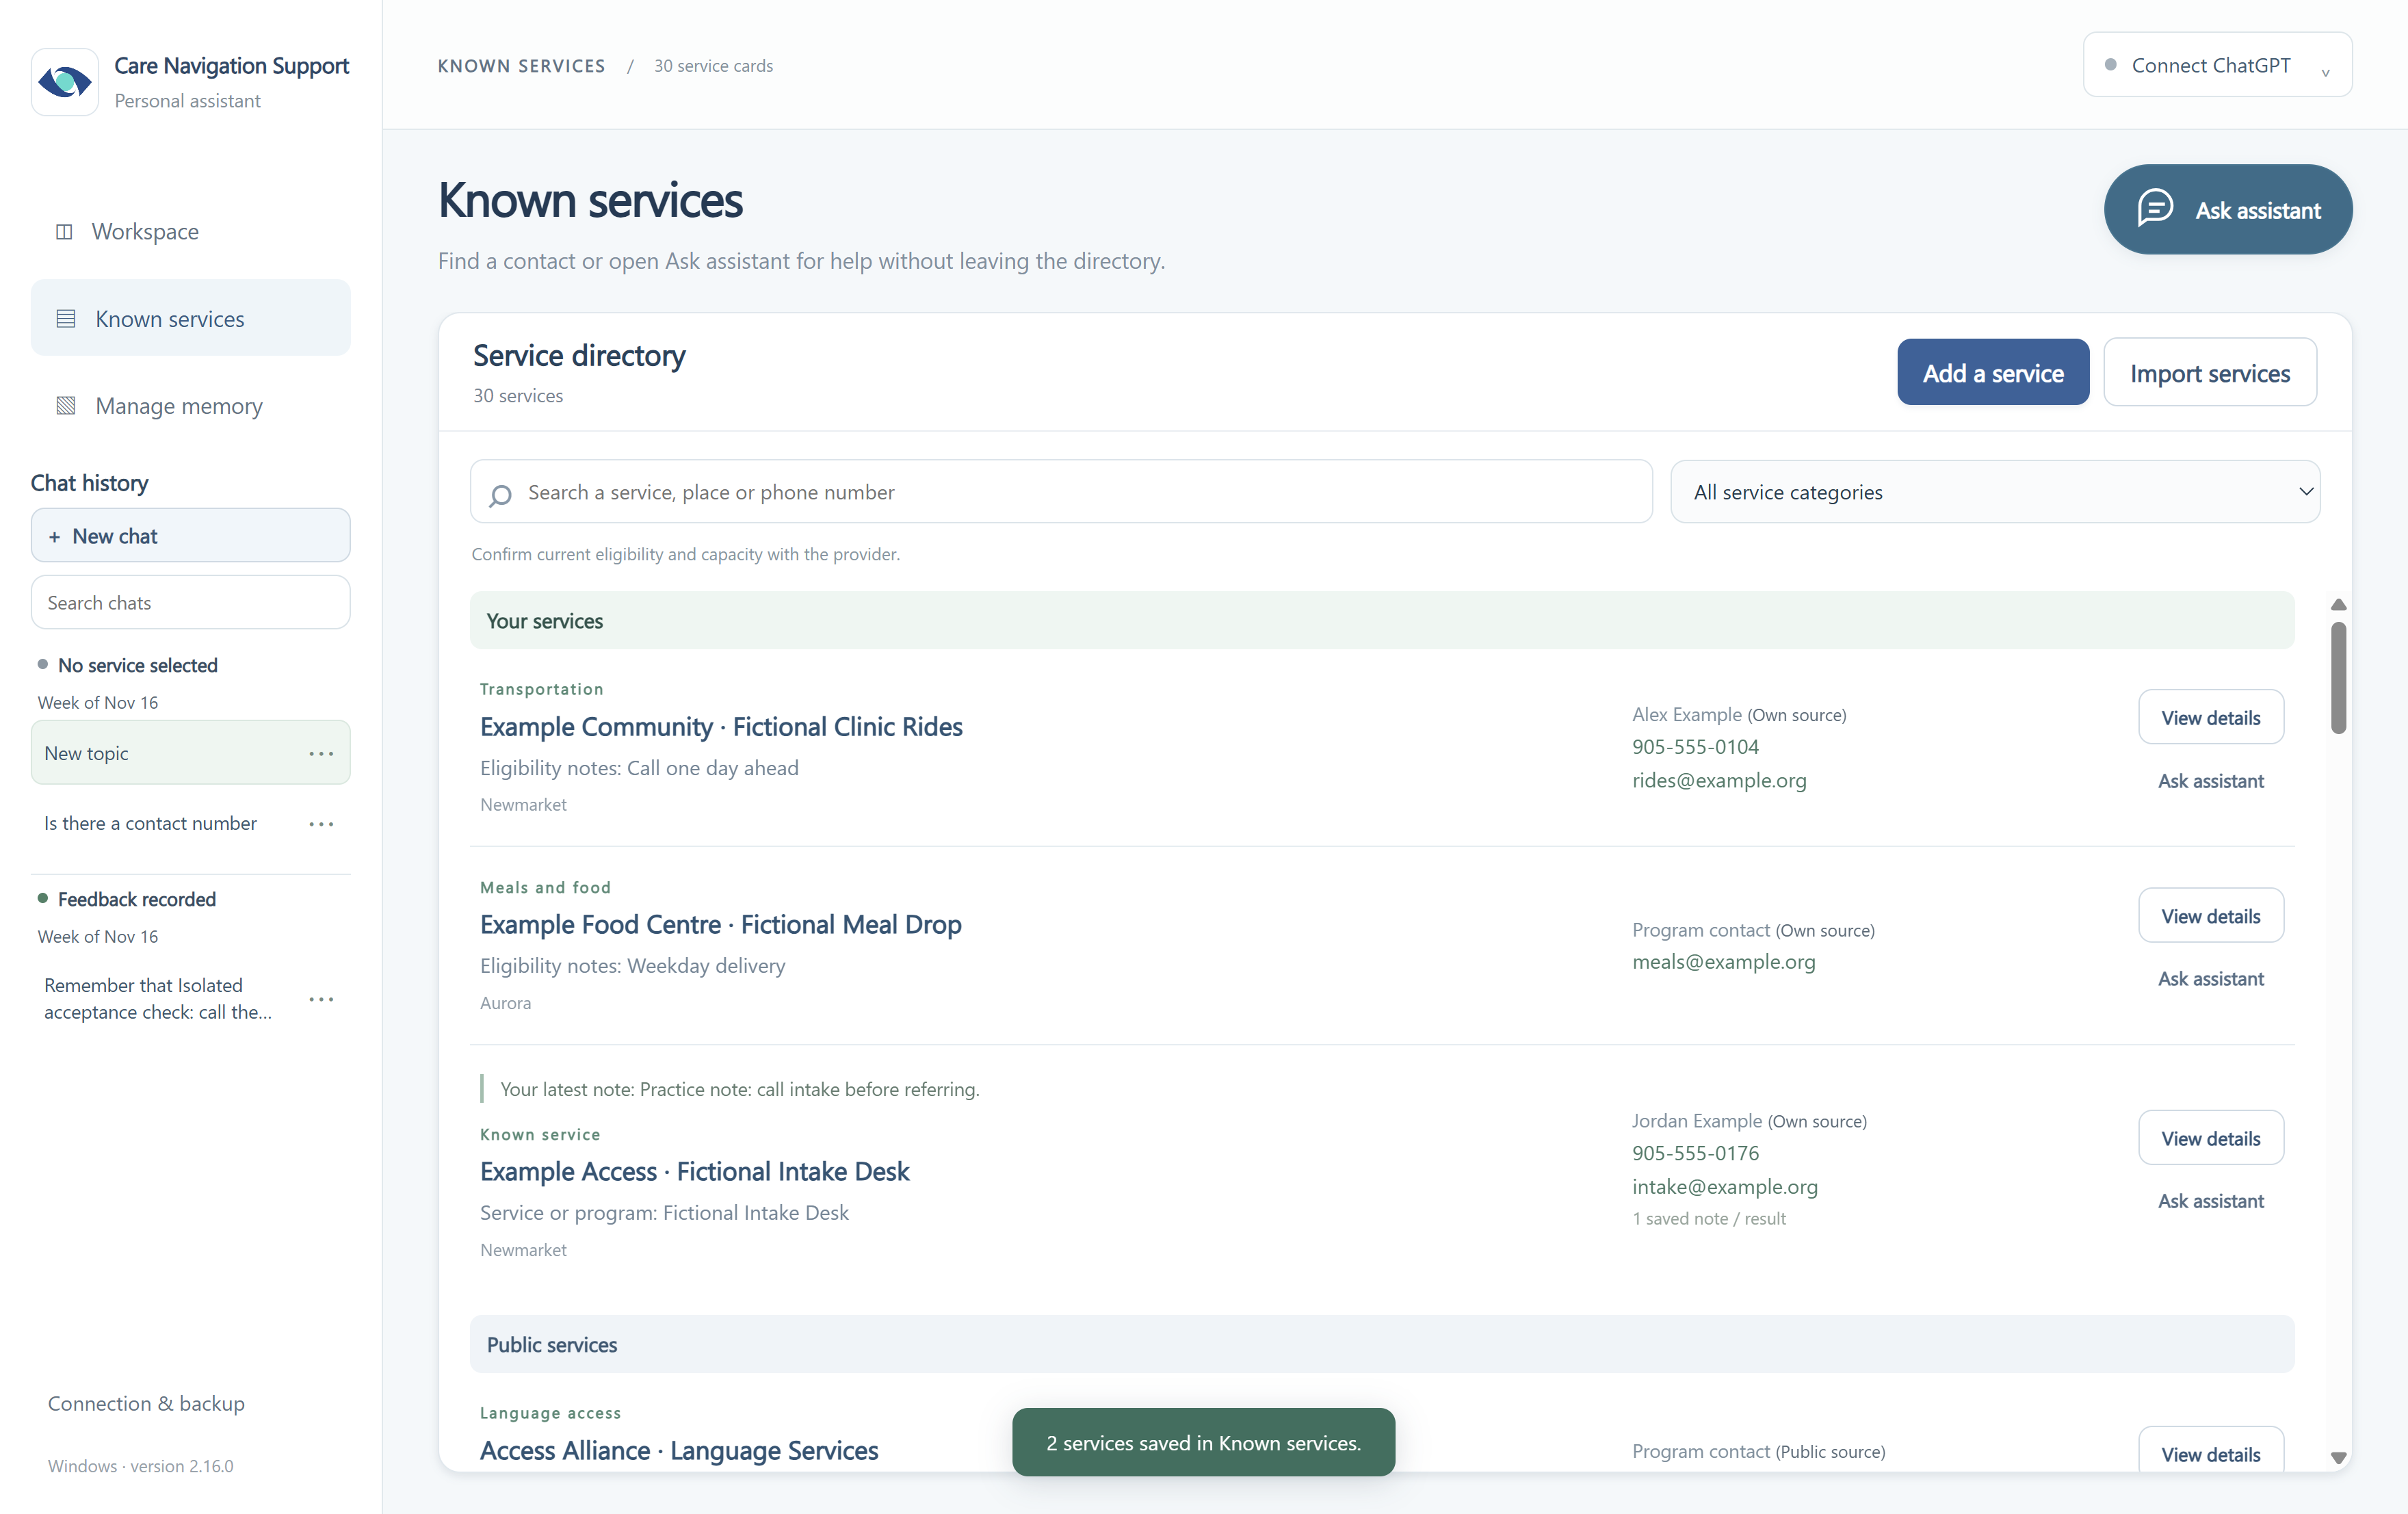 Care Navigation Support
Personal assistant
Workspace
Known services
Manage memory
Chat history
+ New chat
Search chats
No service selected
Week of Nov 16
New topic
Is there a contact number
Feedback recorded
Week of Nov 16
Remember that Isolated
acceptance check: call the...
Connection & backup
Windows · version 2.16.0
KNOWN SERVICES / 30 service cards
Connect ChatGPT
Known services
Find a contact or open Ask assistant for help without leaving the directory.
Ask assistant
Service directory
30 services
Add a service
Import services
Search a service, place or phone number
All service categories
Confirm current eligibility and capacity with the provider.
Your services
Transportation
Example Community · Fictional Clinic Rides
Eligibility notes: Call one day ahead
Newmarket
Alex Example (Own source)
905-555-0104
rides@example.org
View details
Ask assistant
Meals and food
Example Food Centre · Fictional Meal Drop
Eligibility notes: Weekday delivery
Aurora
Program contact (Own source)
meals@example.org
View details
Ask assistant
Your latest note: Practice note: call intake before referring.
Known service
Example Access · Fictional Intake Desk
Service or program: Fictional Intake Desk
Newmarket
Jordan Example (Own source)
905-555-0176
intake@example.org
1 saved note / result
View details
Ask assistant
Public services
Language access
Access Alliance · Language Services
Program contact (Public source)
View details
2 services saved in Known services.